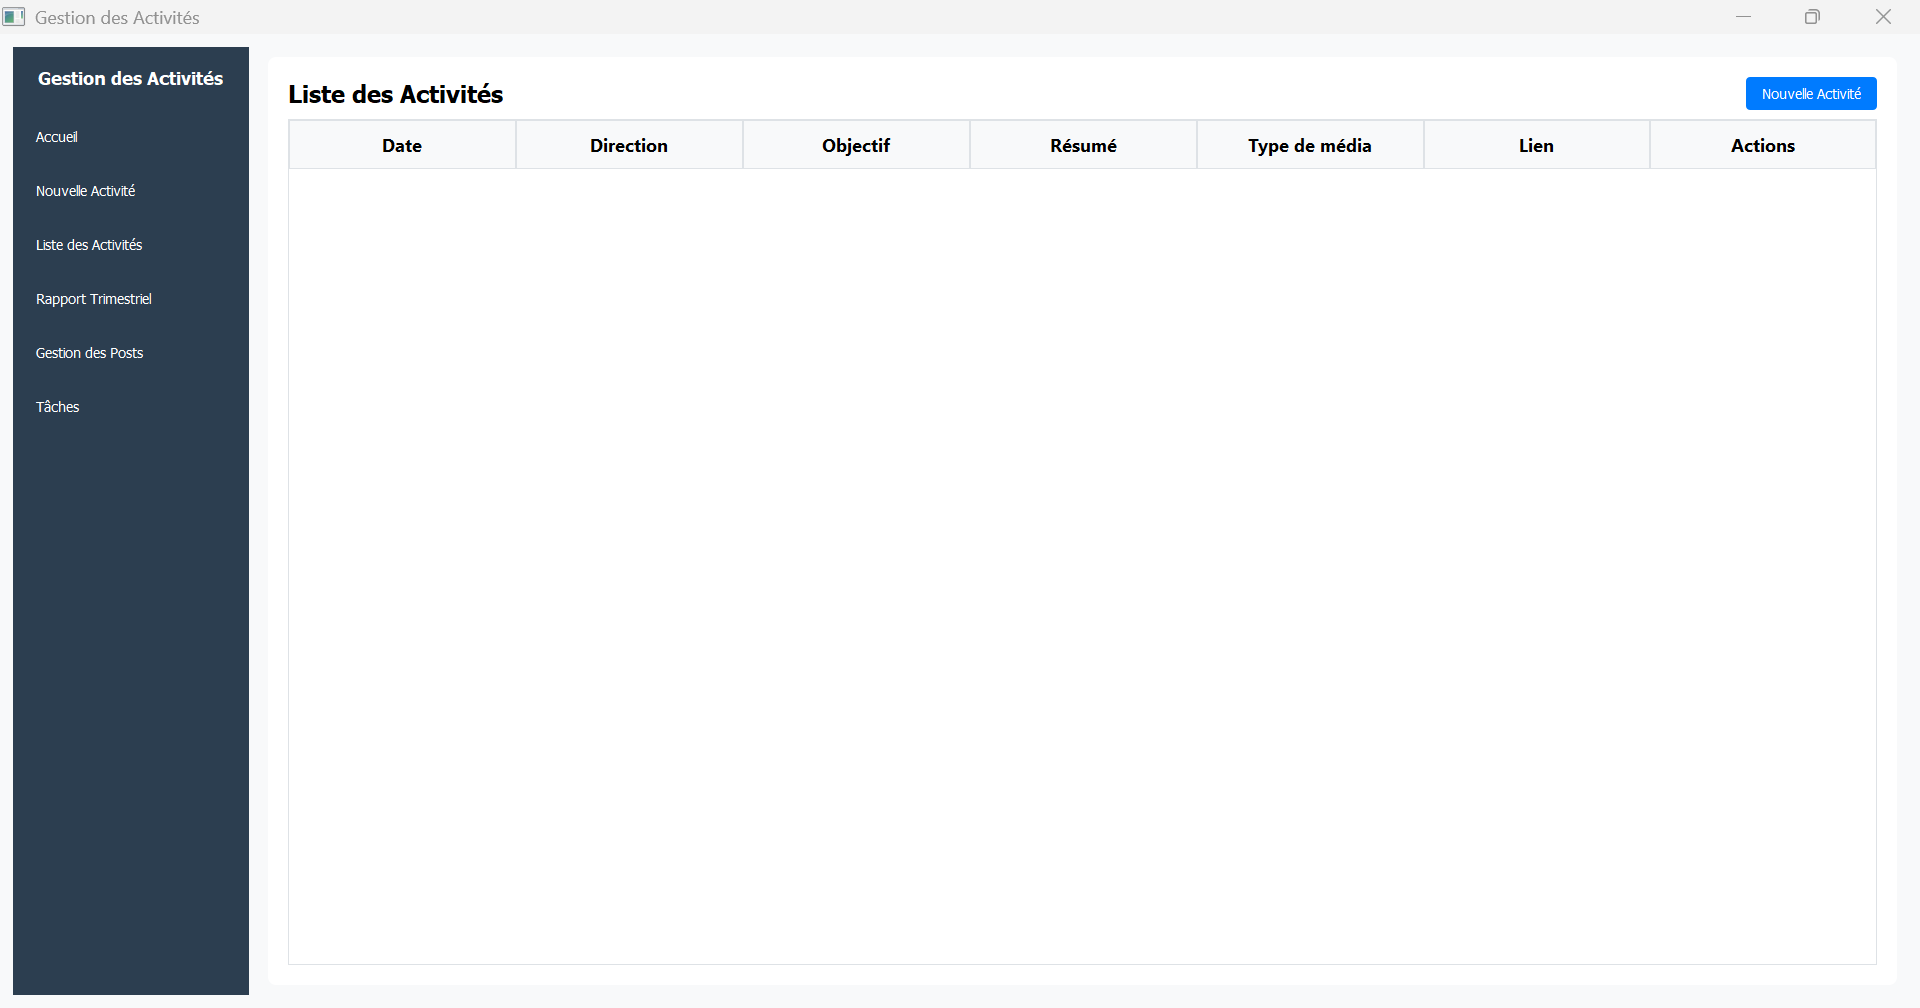 Gestion des Activités
Gestion des Activités
Accueil
Nouvelle Activité
Liste des Activités
Rapport Trimestriel
Gestion des Posts
Tâches
Liste des Activités
Nouvelle Activité
Date Direction Objectif Résumé Type de média Lien Actions